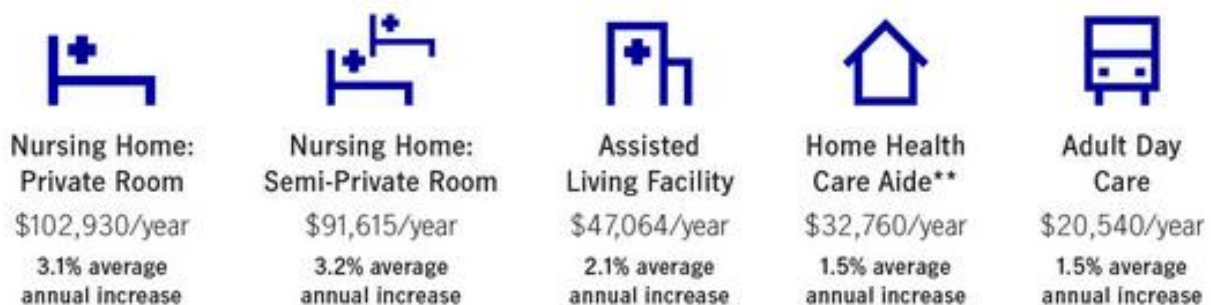 Nursing Home:
Private Room
$102,930/year
3.1% average
annual increase
Nursing Home:
Semi-Private Room
$91,615/year
3.2% average
annual increase
Assisted
Living Facility
$47,064/year
2.1% average
annual increase
Home Health
Care Aide**
$32,760/year
1.5% average
annual increase
Adult Day
Care
$20,540/year
1.5% average
annual increase